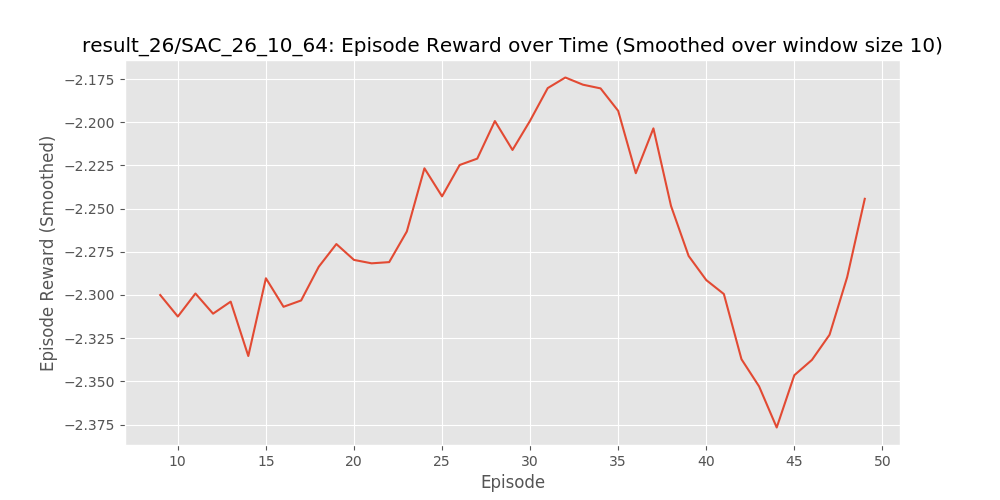 result_26/SAC_26_10_64: Episode Reward over Time (Smoothed over window size 10)
Episode Reward (Smoothed)
−2.175
−2.200
−2.225
−2.250
−2.275
−2.300
−2.325
−2.350
−2.375
10 15 20 25 30 35 40 45 50
Episode